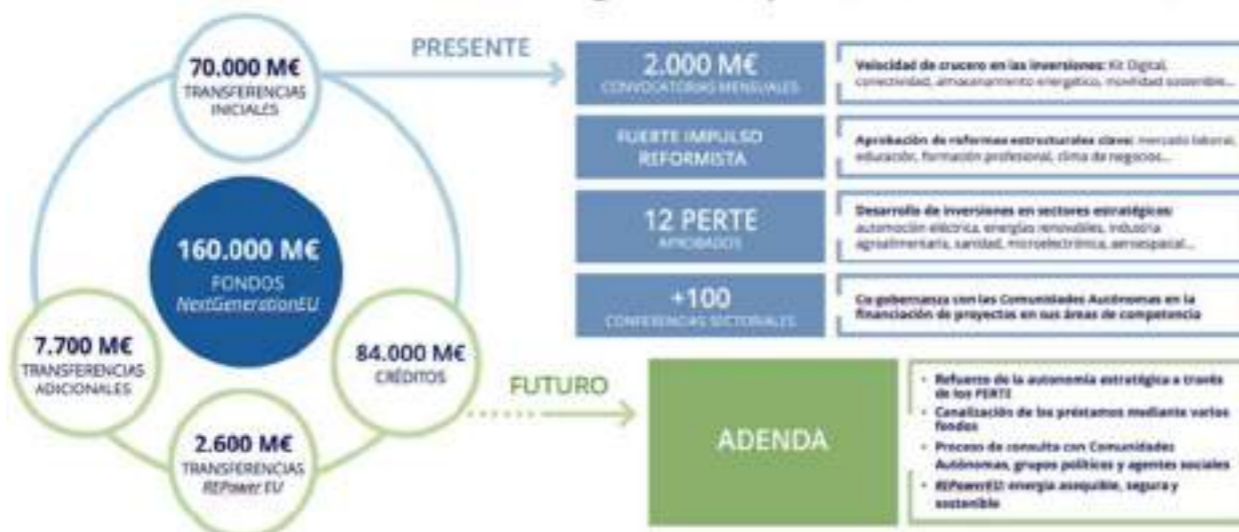 70.000 M€
TRANSFERENCIAS
INICIALES
160.000 M€
FONDOS
NextGenerationEU
7.700 M€
TRANSFERENCIAS
ADICIONALES
84.000 M€
CRÉDITOS
2.600 M€
TRANSFERENCIAS
REPower EU
PRESENTE
2.000 M€
CONVOCATORIAS MENSUALES
Velocidad de crucero en las inversiones: Kit Digital,
conectividad, almacenamiento energético, movilidad sostenible...
FUERTE IMPULSO
REFORMISTA
Aprobación de reformas estructurales clave: mercado laboral,
educación, formación profesional, clima de negocios...
12 PERTE
APROBADOS
Desarrollo de inversiones en sectores estratégicos:
automoción eléctrica, energías renovables, industria
agroalimentaria, sanidad, microelectrónica, aeroespacial...
+100
CONFERENCIAS SECTORIALES
Co-gobernanza con las Comunidades Autónomas en la
financiación de proyectos en sus áreas de competencia
FUTURO
ADENDA
• Refuerzo de la autonomía estratégica a través
de los PERTE
• Canalización de los préstamos mediante varios
fondos
• Proceso de consulta con Comunidades
Autónomas, grupos políticos y agentes sociales
• REPowerEU: energía asequible, segura y
sostenible